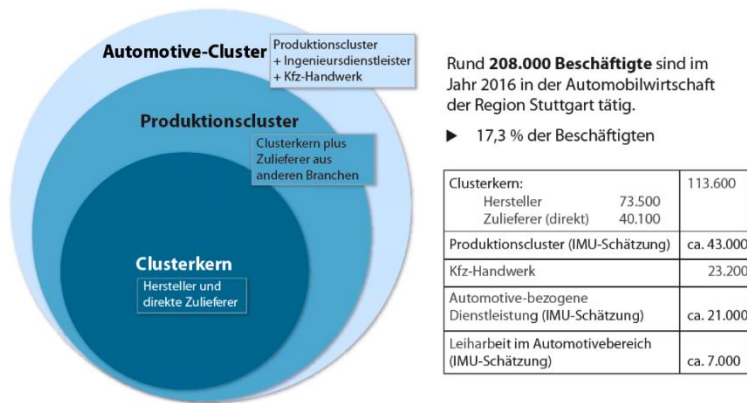 Automotive-Cluster
Produktionscluster
+ Ingenieursdienstleister
+ Kfz-Handwerk
Produktionscluster
Clusterkern plus
Zulieferer aus
anderen Branchen
Clusterkern
Hersteller und
direkte Zulieferer
Rund 208.000 Beschäftigte sind im
Jahr 2016 in der Automobilwirtschaft
der Region Stuttgart tätig.
► 17,3 % der Beschäftigten
Clusterkern: 113.600
Hersteller 73.500
Zulieferer (direkt) 40.100
Produktionscluster (IMU-Schätzung) ca. 43.000
Kfz-Handwerk 23.200
Automotive-bezogene
Dienstleistung (IMU-Schätzung) ca. 21.000
Leiharbeit im Automotivebereich
(IMU-Schätzung) ca. 7.000